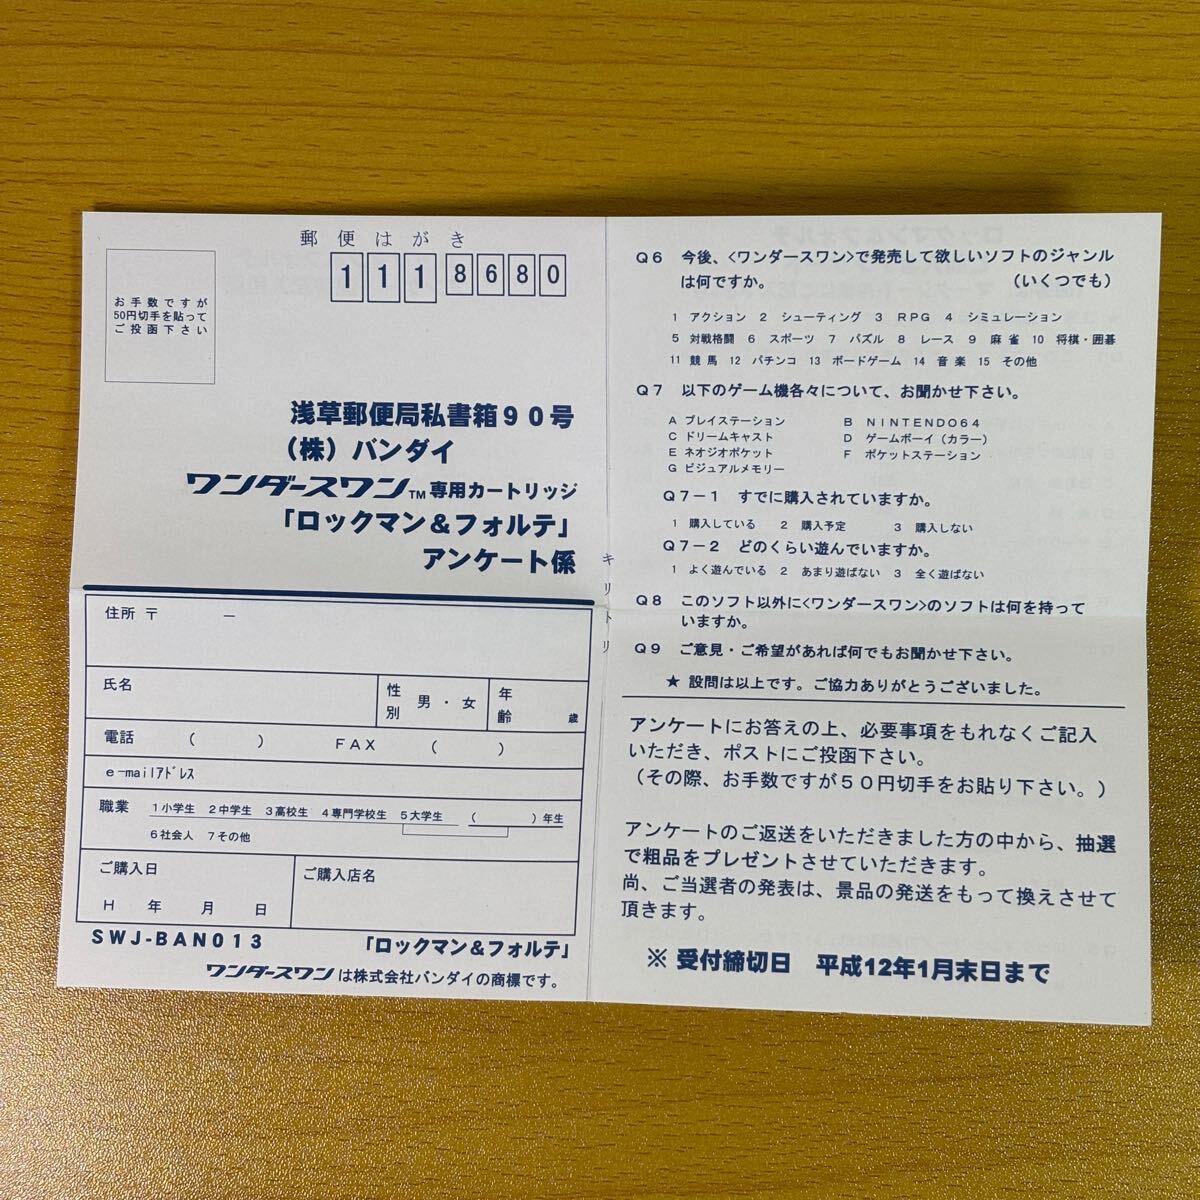 郵便はがき
お手数ですが
50円切手を貼って
ご投函下さい
111 8680
浅草郵便局私書箱９０号
（株）バンダイ
ワンダースワン™専用カートリッジ
「ロックマン＆フォルテ」
アンケート係
住所 〒 －
氏名
性別 男・女
年齢 歳
電話 （ ） ＦＡＸ （ ）
ｅ－mailｱﾄﾞﾚｽ
職業 １小学生 ２中学生 ３高校生 ４専門学校生 ５大学生 （ ）年生
６社会人 ７その他
ご購入日
Ｈ 年 月 日
ご購入店名
SWJ-BAN013 「ロックマン＆フォルテ」
ワンダースワンは株式会社バンダイの商標です。
キリトリ
Ｑ６ 今後、<ワンダースワン>で発売して欲しいソフトのジャンル
は何ですか。 （いくつでも）
１ アクション ２ シューティング ３ ＲＰＧ ４ シミュレーション
５ 対戦格闘 ６ スポーツ ７ パズル ８ レース ９ 麻雀 10 将棋・囲碁
11 競馬 12 パチンコ 13 ボードゲーム 14 音楽 15 その他
Ｑ７ 以下のゲーム機各々について、お聞かせ下さい。
Ａ プレイステーション Ｂ ＮＩＮＴＥＮＤＯ６４
Ｃ ドリームキャスト Ｄ ゲームボーイ（カラー）
Ｅ ネオジオポケット Ｆ ポケットステーション
Ｇ ビジュアルメモリー
Ｑ７－１ すでに購入されていますか。
１ 購入している ２ 購入予定 ３ 購入しない
Ｑ７－２ どのくらい遊んでいますか。
１ よく遊んでいる ２ あまり遊ばない ３ 全く遊ばない
Ｑ８ このソフト以外に<ワンダースワン>のソフトは何を持って
いますか。
Ｑ９ ご意見・ご希望があれば何でもお聞かせ下さい。
★ 設問は以上です。ご協力ありがとうございました。
アンケートにお答えの上、必要事項をもれなくご記入
いただき、ポストにご投函下さい。
（その際、お手数ですが５０円切手をお貼り下さい。）
アンケートのご返送をいただきました方の中から、抽選
で粗品をプレゼントさせていただきます。
尚、ご当選者の発表は、景品の発送をもって換えさせて
頂きます。
※ 受付締切日 平成12年1月末日まで